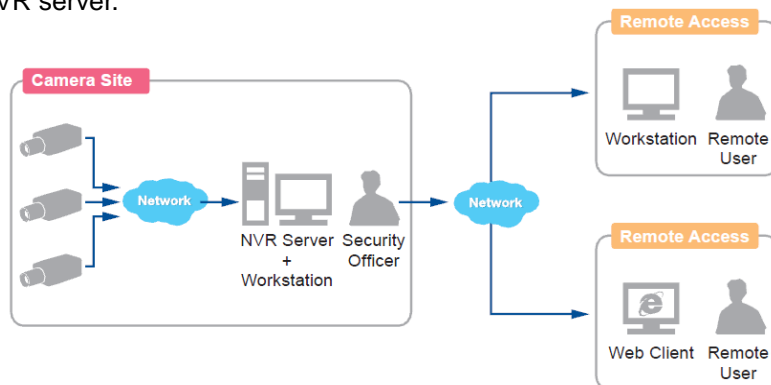 VR server.
Remote Access
Camera Site
Workstation Remote
User
Network
Network
NVR Server Security
+ Officer
Workstation
Remote Access
Web Client Remote
User